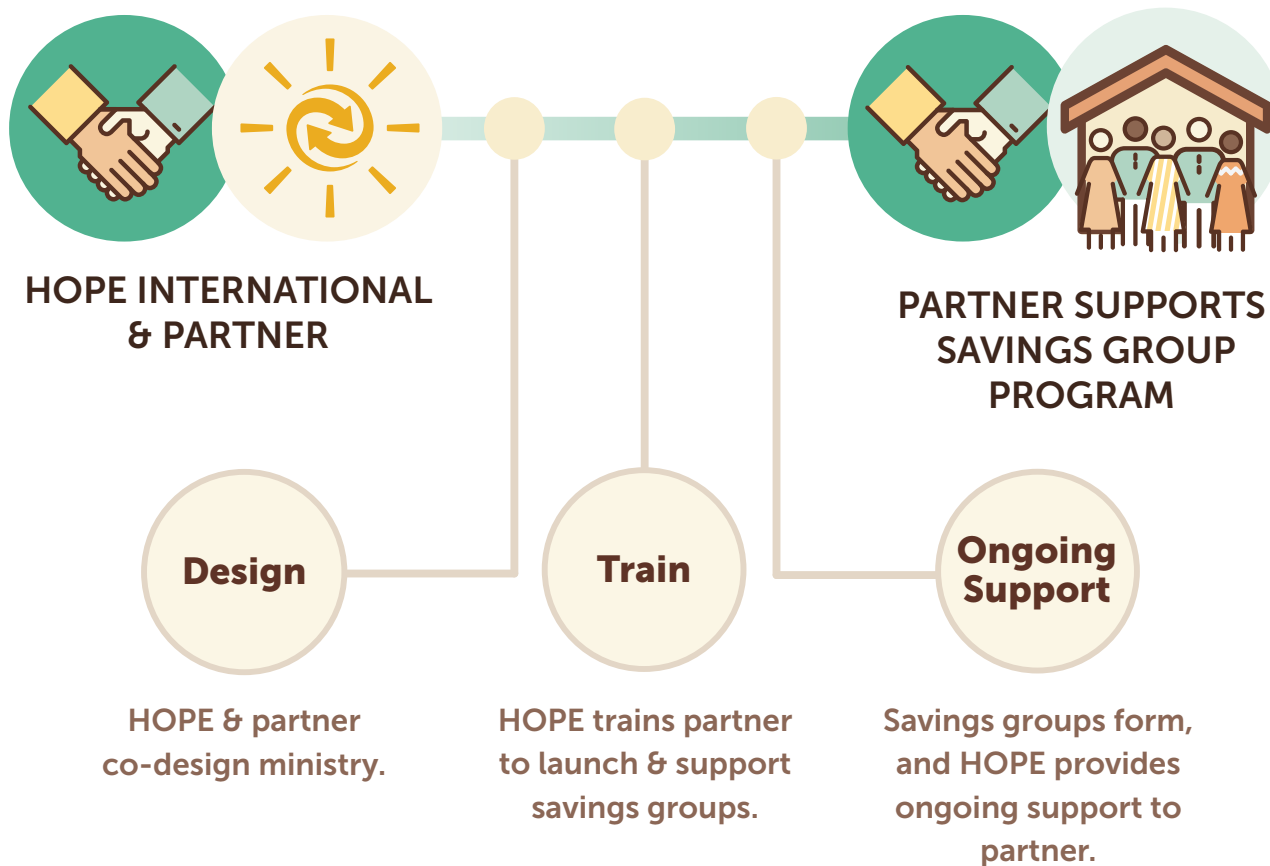 HOPE INTERNATIONAL
& PARTNER
PARTNER SUPPORTS
SAVINGS GROUP
PROGRAM
Design
Train
Ongoing
Support
HOPE & partner
co-design ministry.
HOPE trains partner
to launch & support
savings groups.
Savings groups form,
and HOPE provides
ongoing support to
partner.